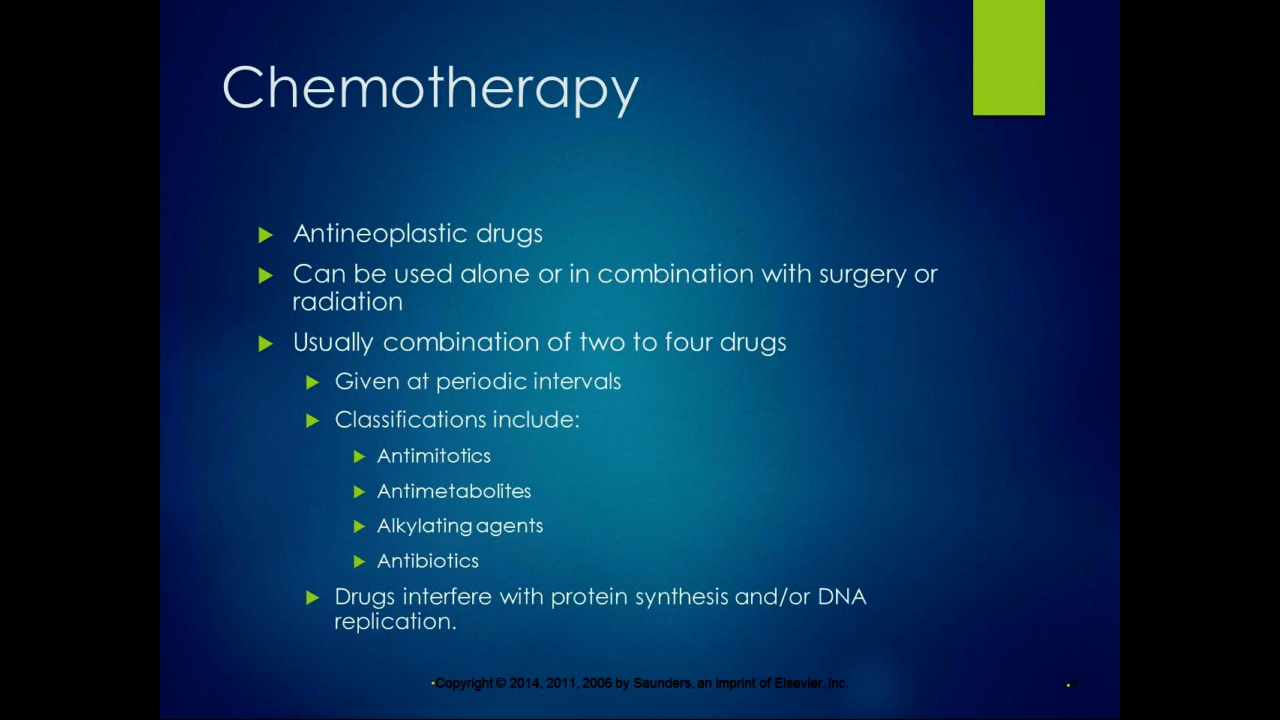 Chemotherapy
Antineoplastic drugs
Can be used alone or in combination with surgery or
radiation
Usually combination of two to four drugs
Given at periodic intervals
Classifications include:
Antimitotics
Antimetabolites
Alkylating agents
Antibiotics
Drugs interfere with protein synthesis and/or DNA
replication.
•Copyright © 2014, 2011, 2006 by Saunders, an imprint of Elsevier, Inc.